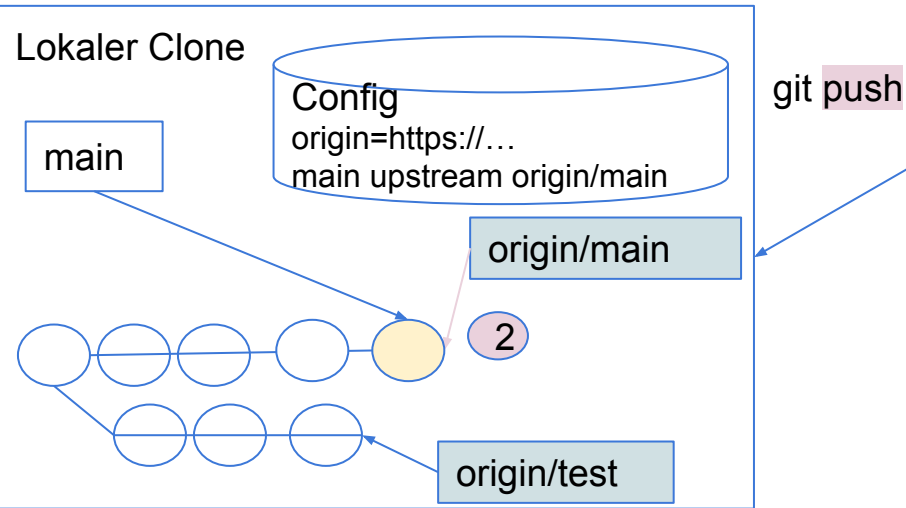 Lokaler Clone
Config
origin=https://…
main upstream origin/main
git push
main
origin/main
2
origin/test